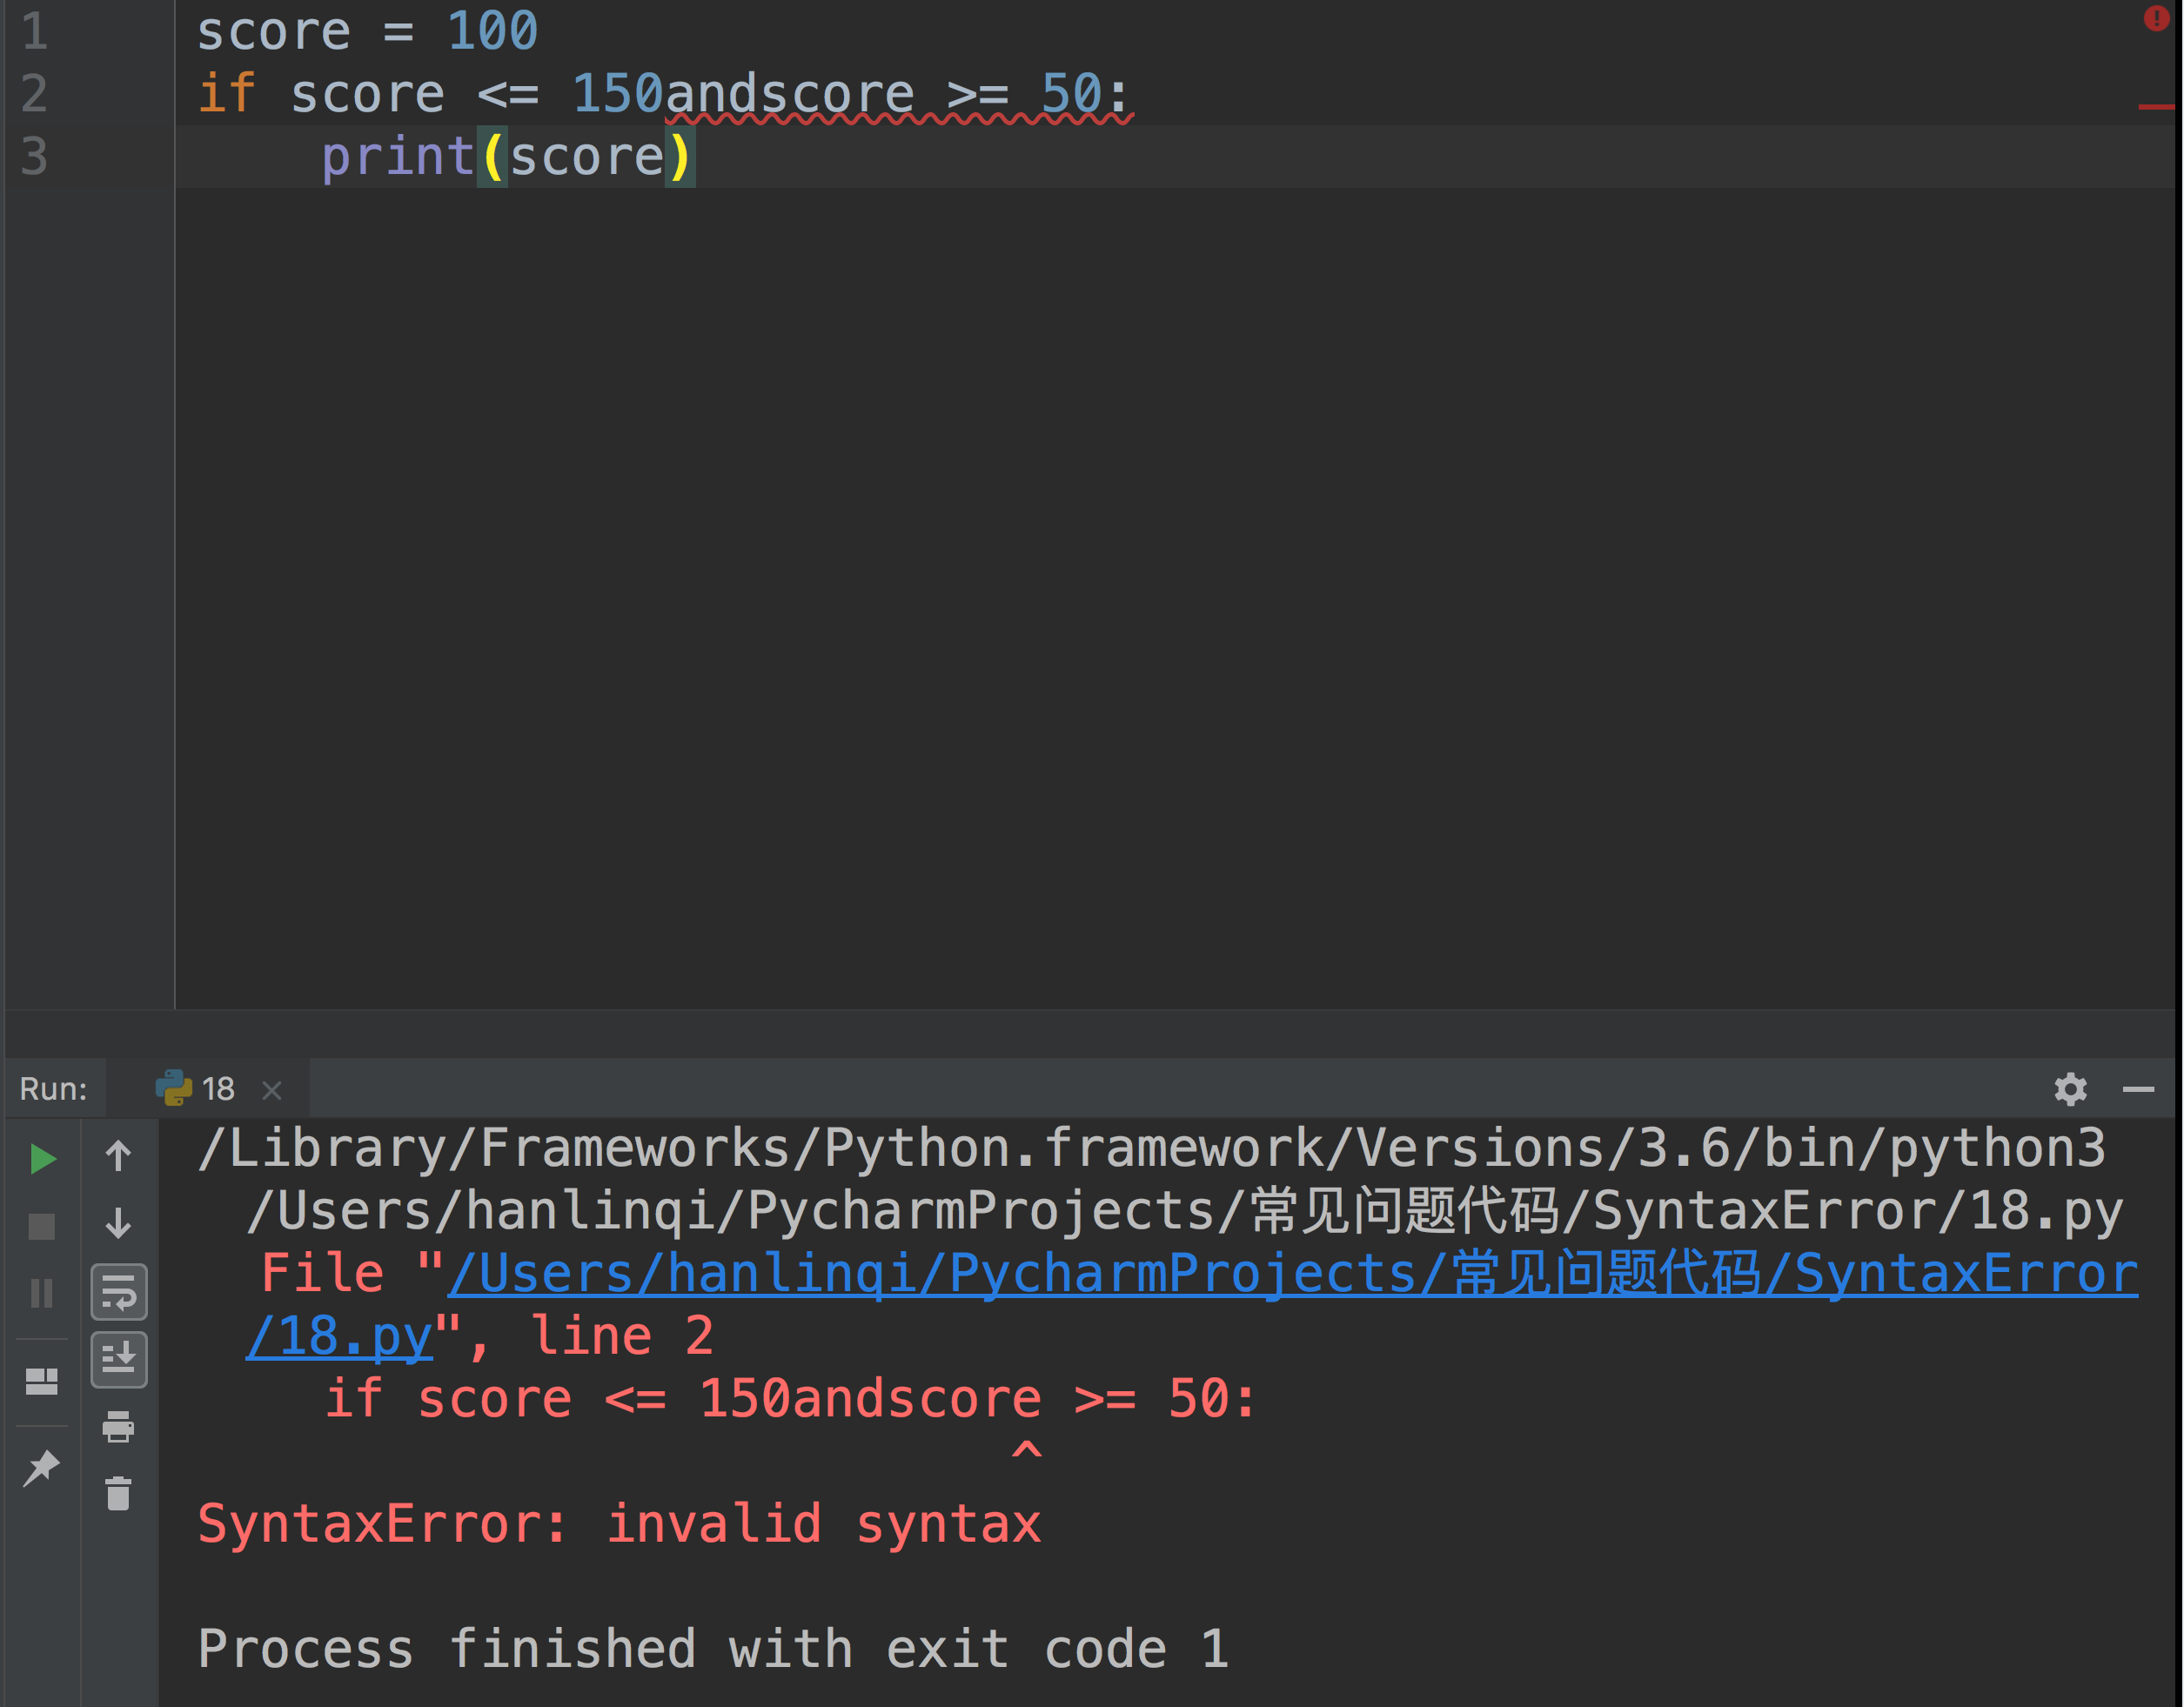 1 score = 100
2 if score <= 150andscore >= 50:
3 print(score)
Run: 18
/Library/Frameworks/Python.framework/Versions/3.6/bin/python3
/Users/hanlinqi/PycharmProjects/常见问题代码/SyntaxError/18.py
File "/Users/hanlinqi/PycharmProjects/常见问题代码/SyntaxError
/18.py", line 2
if score <= 150andscore >= 50:
^
SyntaxError: invalid syntax
Process finished with exit code 1